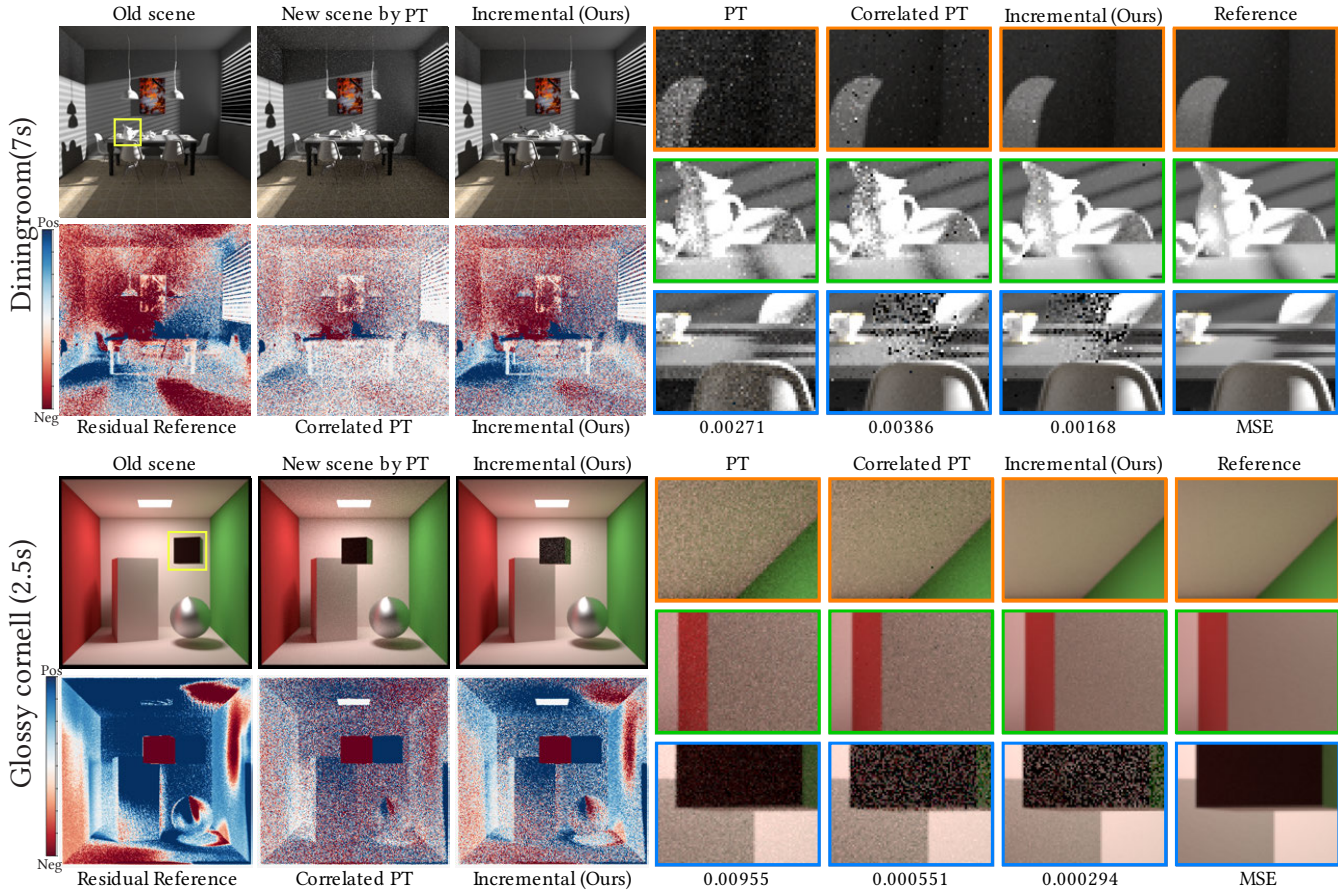 Old scene
New scene by PT
Incremental (Ours)
PT
Correlated PT
Incremental (Ours)
Reference
Diningroom(7s)
Pos
Neg
Residual Reference
Correlated PT
Incremental (Ours)
0.00271
0.00386
0.00168
MSE
Old scene
New scene by PT
Incremental (Ours)
PT
Correlated PT
Incremental (Ours)
Reference
Glossy cornell (2.5s)
Pos
Neg
Residual Reference
Correlated PT
Incremental (Ours)
0.00955
0.000551
0.000294
MSE